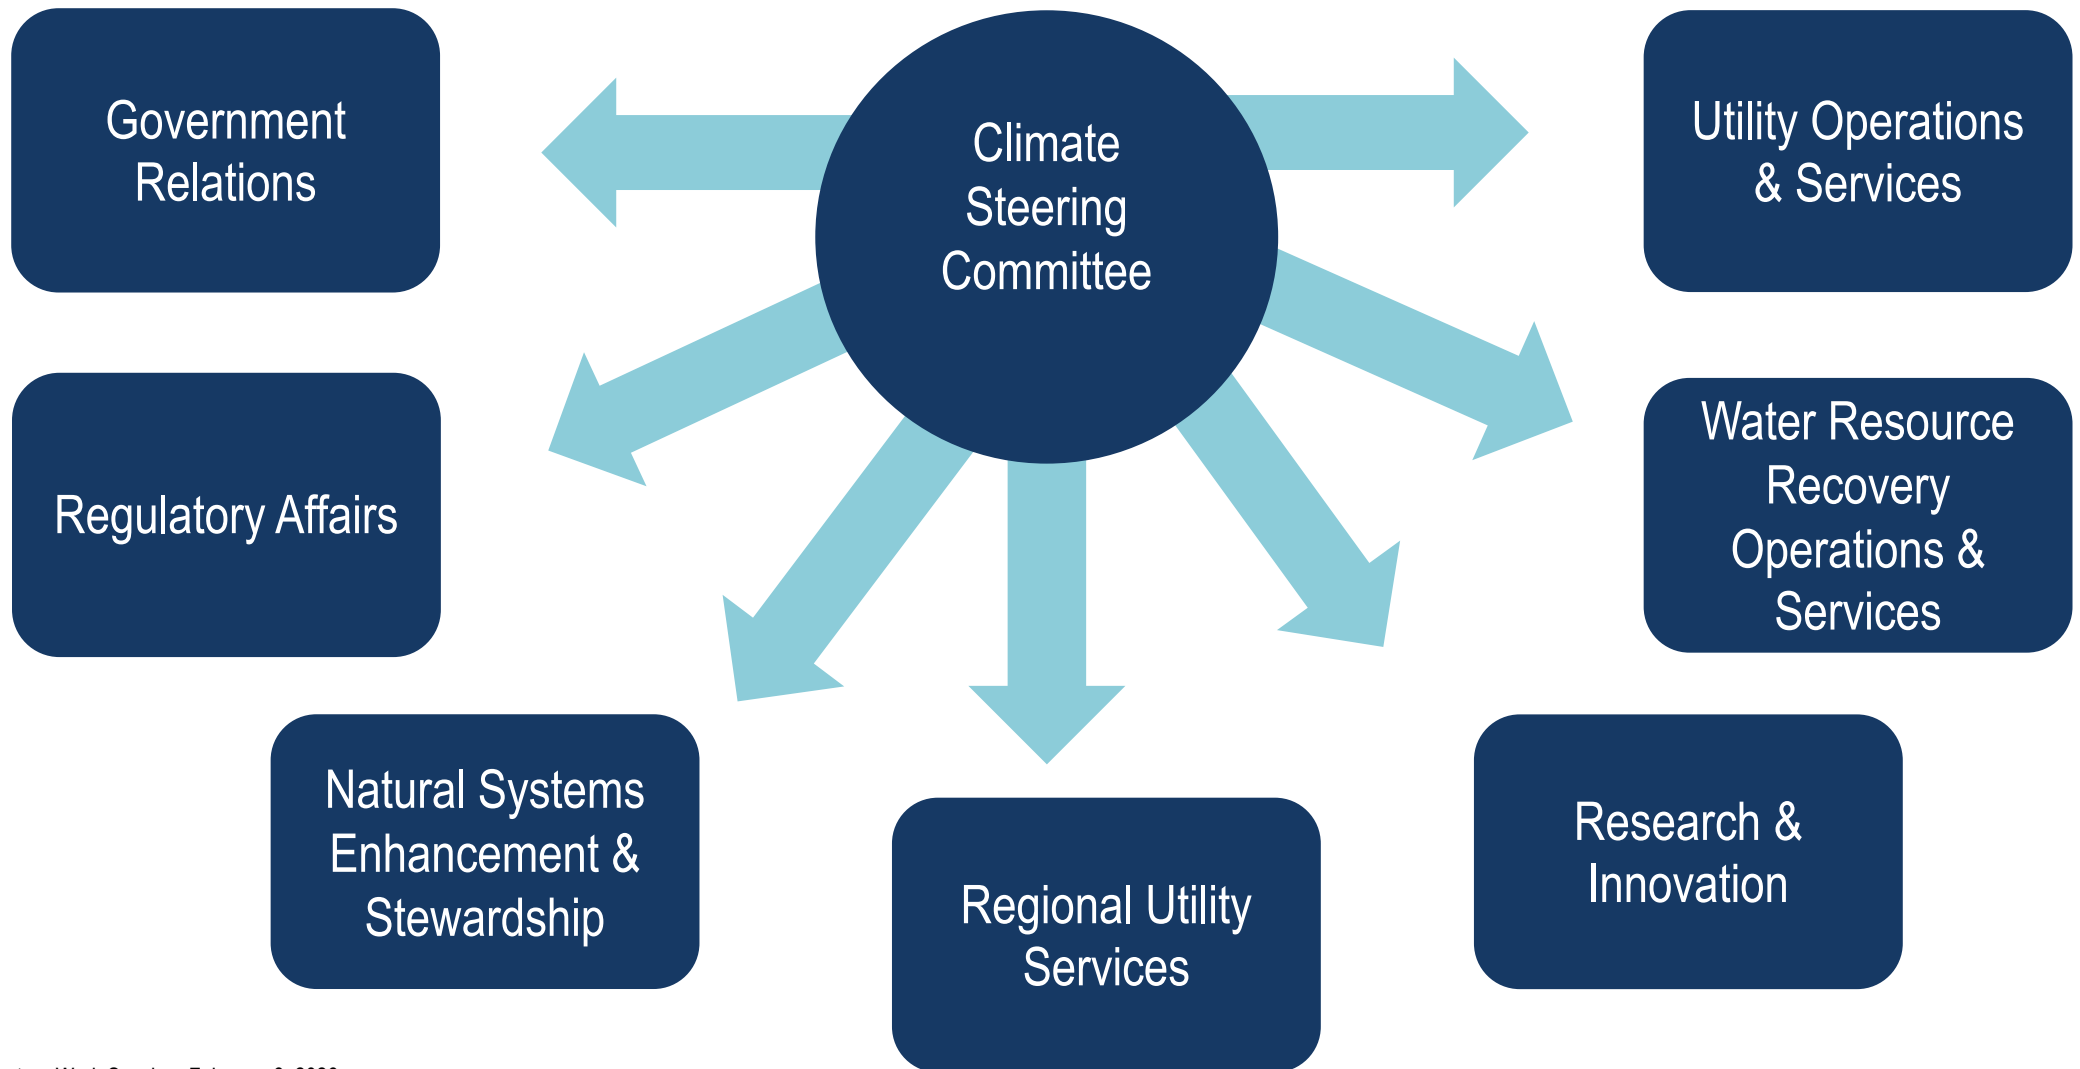 Government
Relations
Climate
Steering
Committee
Utility Operations
& Services
Regulatory Affairs
Water Resource
Recovery
Operations &
Services
Natural Systems
Enhancement &
Stewardship
Regional Utility
Services
Research &
Innovation